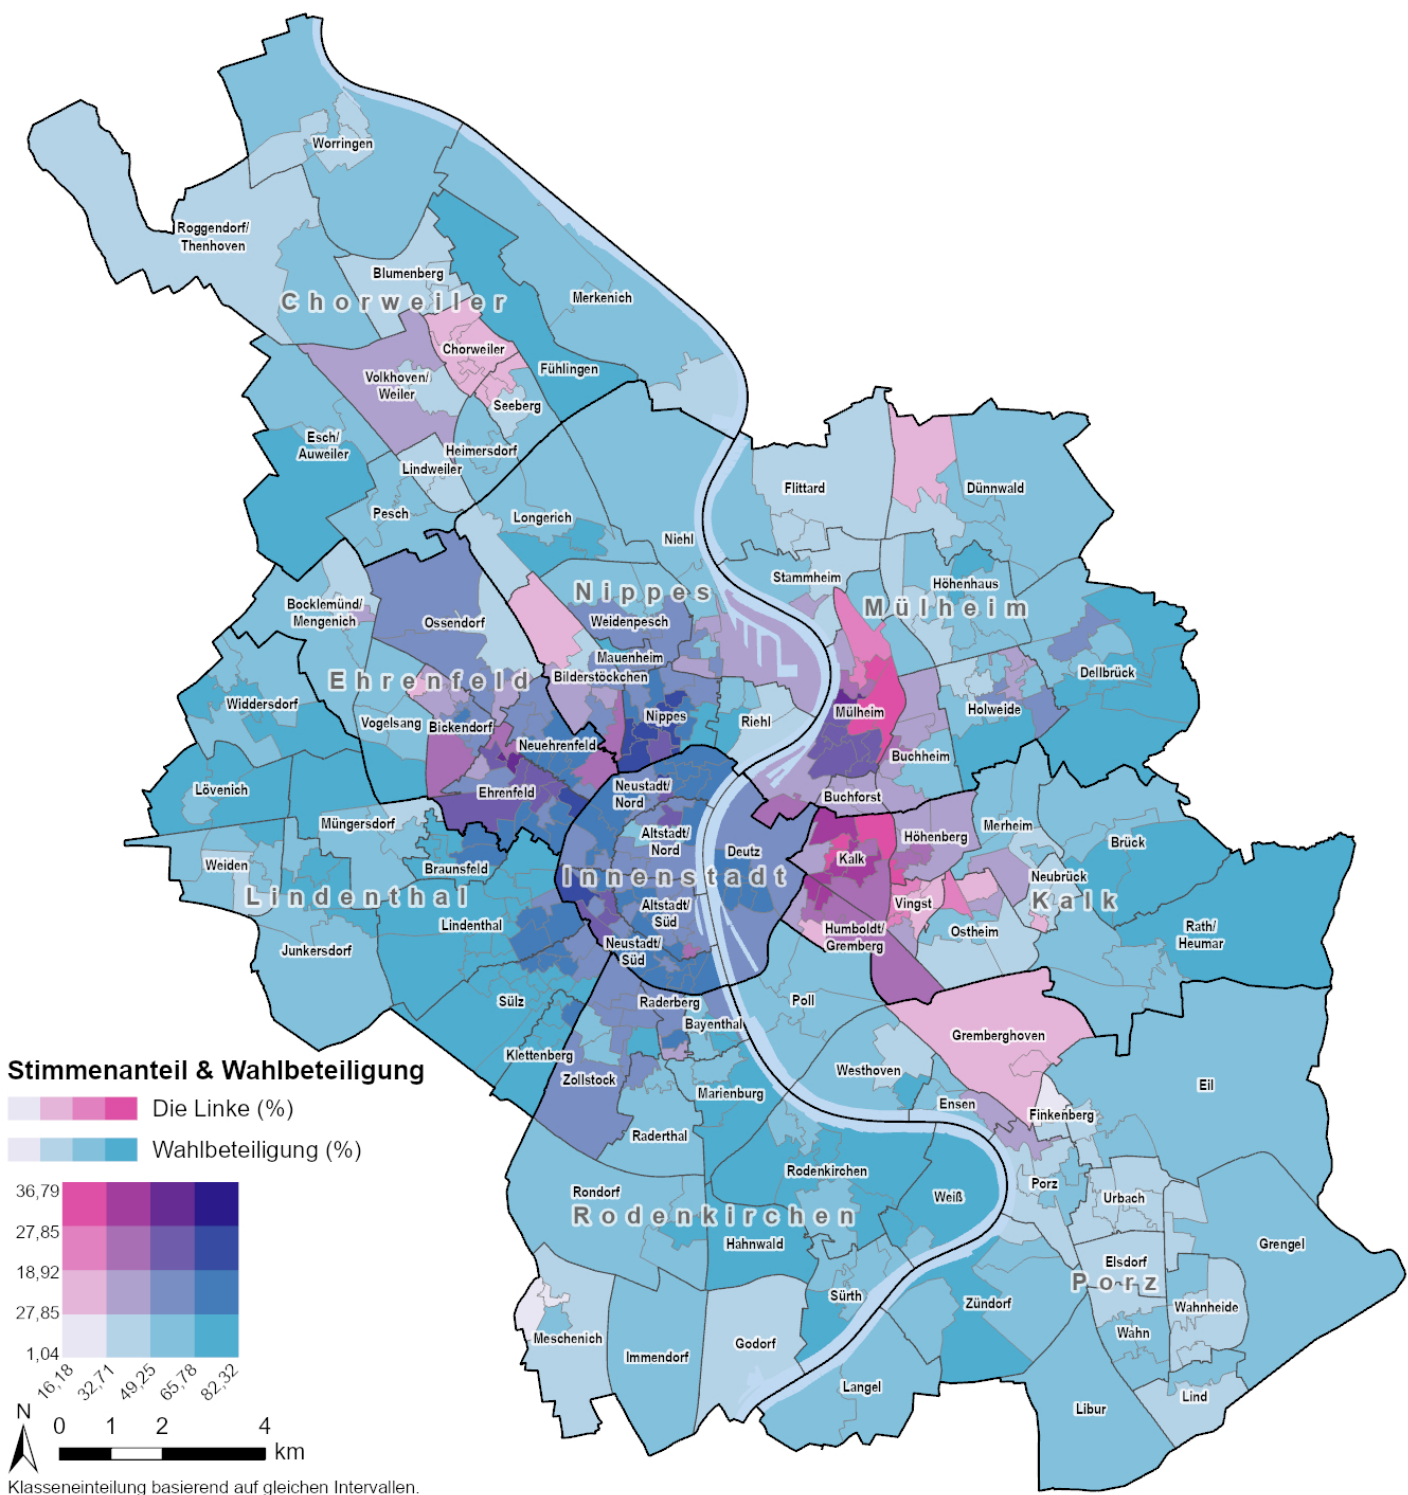 Worringen
Roggendorf/
Thenhoven
Blumenberg
Chorweiler
Merkenich
Chorweiler
Fühlingen
Volkhoven/
Weiler
Seeberg
Esch/
Auweiler
Heimersdorf
Lindweiler
Pesch
Flittard
Dünnwald
Longerich
Niehl
Stammheim
Höhenhaus
Nippes
Mülheim
Bocklemünd/
Mengenich
Ossendorf
Weidenpesch
Mauenheim
Dellbrück
Ehrenfeld
Bilderstöckchen
Widdersdorf
Vogelsang
Bickendorf
Nippes
Riehl
Mülheim
Holweide
Neuehrenfeld
Buchheim
Lövenich
Ehrenfeld
Neustadt/
Nord
Buchforst
Müngersdorf
Altstadt/
Nord
Deutz
Kalk
Höhenberg
Merheim
Brück
Weiden
Braunsfeld
Innenstadt
Neubrück
Lindenthal
Kalk
Vingst
Lindenthal
Altstadt/
Süd
Humboldt/
Gremberg
Ostheim
Rath/
Heumar
Junkersdorf
Neustadt/
Süd
Sülz
Raderberg
Poll
Bayenthal
Gremberghoven
Klettenberg
Zollstock
Westhoven
Eil
Marienburg
Ensen
Finkenberg
Raderthal
Rodenkirchen
Porz
Urbach
Rondorf
Weiß
Rodenkirchen
Hahnwald
Grengel
Elsdorf
Porz
Sürth
Zündorf
Wahnheide
Wahn
Meschenich
Immendorf
Godorf
Langel
Lind
Libur
Stimmenanteil & Wahlbeteiligung
Die Linke (%)
Wahlbeteiligung (%)
36,79
27,85
18,92
27,85
1,04
16,18
32,71
49,25
65,78
82,32
N
0 1 2 4
km
Klasseneinteilung basierend auf gleichen Intervallen.